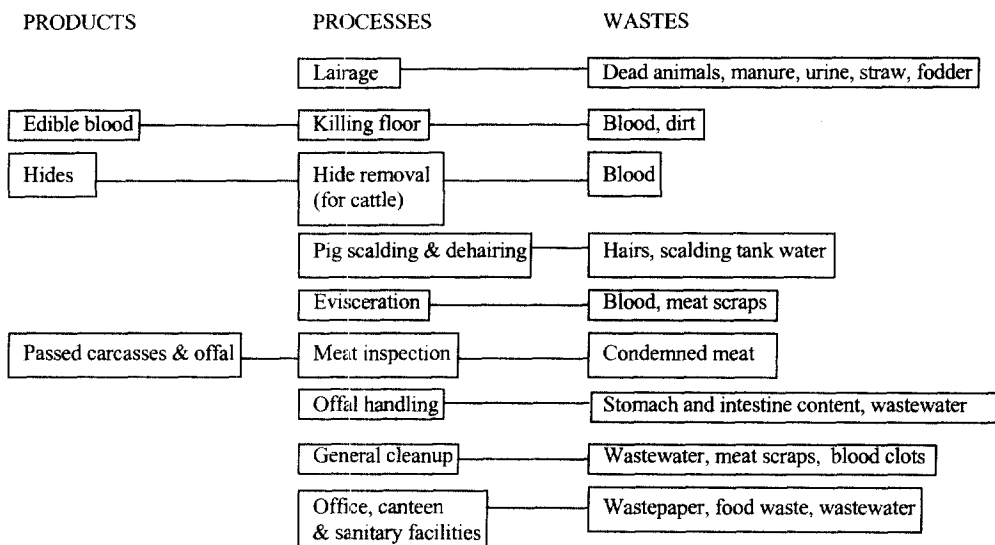 PRODUCTS PROCESSES WASTES
Lairage Dead animals, manure, urine, straw, fodder
Edible blood Killing floor Blood, dirt
Hides Hide removal Blood
(for cattle)
Pig scalding & dehairing Hairs, scalding tank water
Evisceration Blood, meat scraps
Passed carcasses & offal Meat inspection Condemned meat
Offal handling Stomach and intestine content, wastewater
General cleanup Wastewater, meat scraps, blood clots
Office, canteen Wastepaper, food waste, wastewater
& sanitary facilities